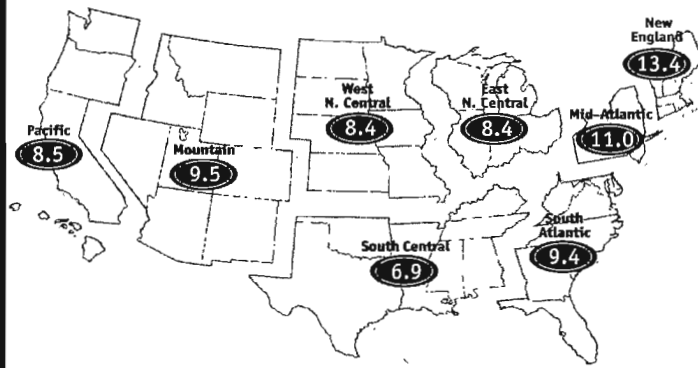 New
England
13.4
West
N. Central
8.4
East
N. Central
8.4
Mid-Atlantic
11.0
Pacific
8.5
Mountain
9.5
South Central
6.9
South
Atlantic
9.4